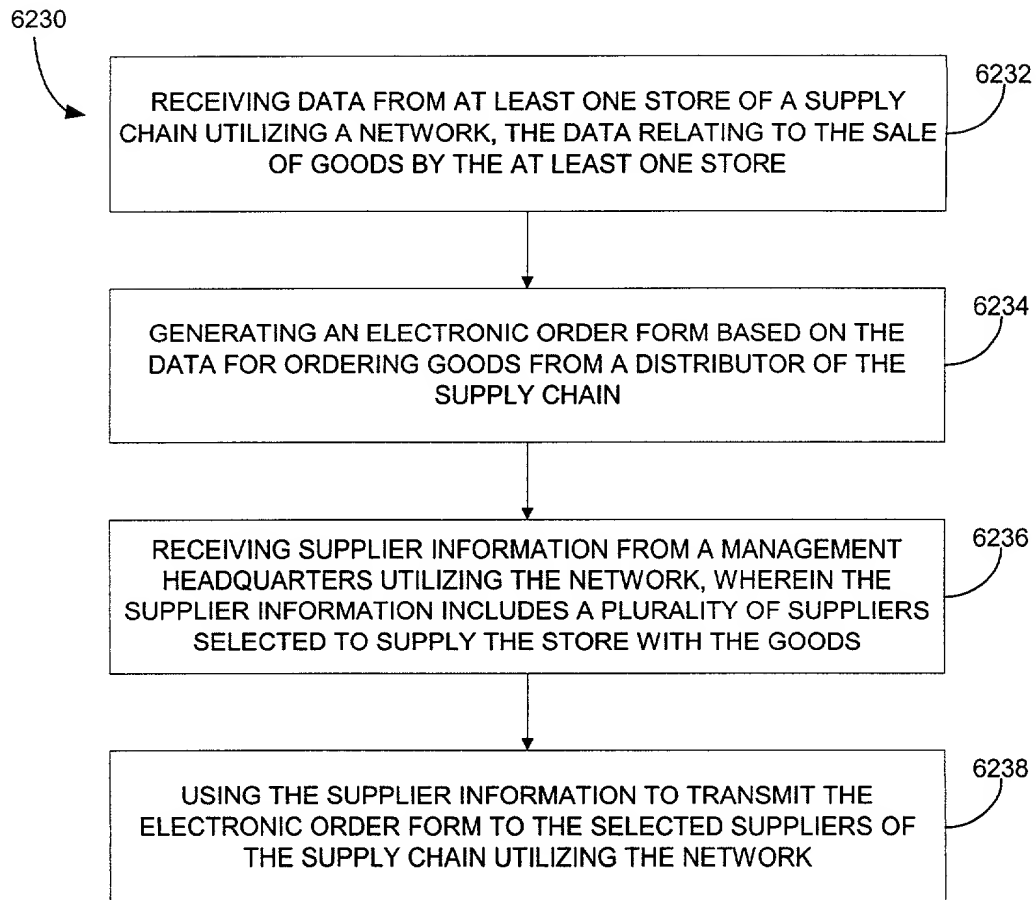 6230
6232
RECEIVING DATA FROM AT LEAST ONE STORE OF A SUPPLY
CHAIN UTILIZING A NETWORK, THE DATA RELATING TO THE SALE
OF GOODS BY THE AT LEAST ONE STORE
6234
GENERATING AN ELECTRONIC ORDER FORM BASED ON THE
DATA FOR ORDERING GOODS FROM A DISTRIBUTOR OF THE
SUPPLY CHAIN
6236
RECEIVING SUPPLIER INFORMATION FROM A MANAGEMENT
HEADQUARTERS UTILIZING THE NETWORK, WHEREIN THE
SUPPLIER INFORMATION INCLUDES A PLURALITY OF SUPPLIERS
SELECTED TO SUPPLY THE STORE WITH THE GOODS
6238
USING THE SUPPLIER INFORMATION TO TRANSMIT THE
ELECTRONIC ORDER FORM TO THE SELECTED SUPPLIERS OF
THE SUPPLY CHAIN UTILIZING THE NETWORK